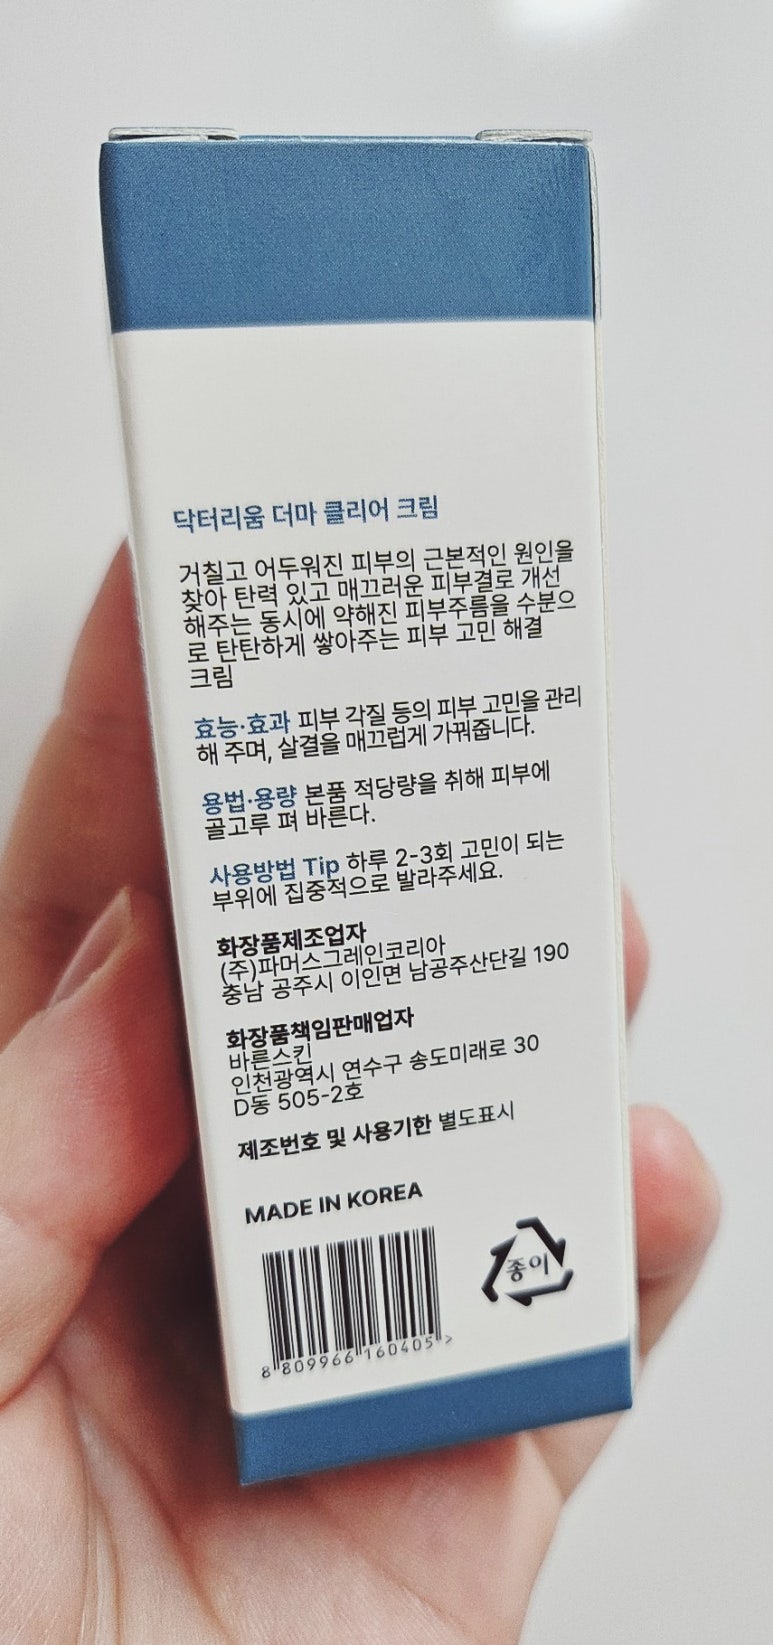 닥터리움 더마 클리어 크림
거칠고 어두워진 피부의 근본적인 원인을
찾아 탄력 있고 매끄러운 피부결로 개선
해주는 동시에 약해진 피부주름을 수분으
로 탄탄하게 쌓아주는 피부 고민 해결
크림
효능·효과 피부 각질 등의 피부 고민을 관리
해 주며, 살결을 매끄럽게 가꿔줍니다.
용법·용량 본품 적당량을 취해 피부에
골고루 펴 바른다.
사용방법 Tip 하루 2-3회 고민이 되는
부위에 집중적으로 발라주세요.
화장품제조업자
(주)파머스그레인코리아
충남 공주시 이인면 남공주산단길 190
화장품책임판매업자
바른스킨
인천광역시 연수구 송도미래로 30
D동 505-2호
제조번호 및 사용기한 별도표시
MADE IN KOREA
종이
8 809966 160405 >